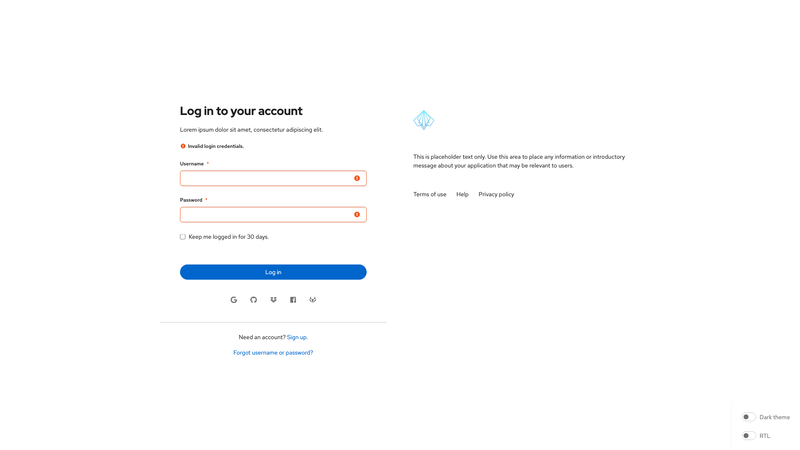 Log in to your account
Lorem ipsum dolor sit amet, consectetur adipiscing elit.
Invalid login credentials.
Username *
Password *
Keep me logged in for 30 days.
Log in
Need an account? Sign up.
Forgot username or password?
This is placeholder text only. Use this area to place any information or introductory
message about your application that may be relevant to users.
Terms of use Help Privacy policy
Dark theme
RTL